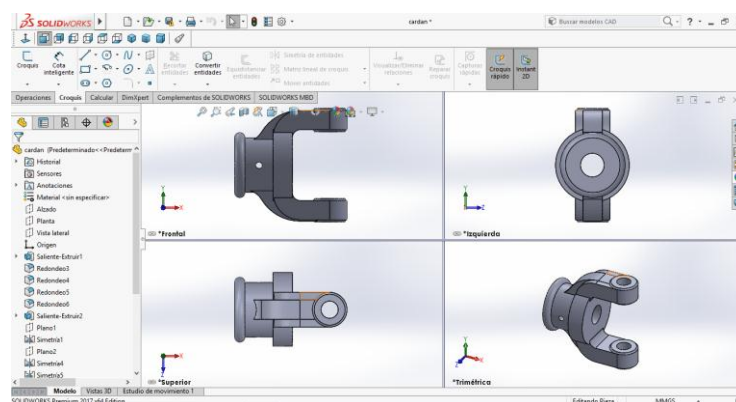 SOLIDWORKS
cardan *
Buscar modelos CAD
Croquis
Cota inteligente
Recortar entidades
Convertir entidades
Equidistanciar entidades
Simetría de entidades
Matriz lineal de croquis
Mover entidades
Visualizar/Eliminar relaciones
Reparar croquis
Capturas rápidas
Croquis rápido
Instant 2D
Operaciones
Croquis
Calcular
DimXpert
Complementos de SOLIDWORKS
SOLIDWORKS MBD
cardan (Predeterminado<<Predeterm
Historial
Sensores
Anotaciones
Material <sin especificar>
Alzado
Planta
Vista lateral
Origen
Saliente-Extruir1
Redondeo3
Redondeo4
Redondeo5
Redondeo6
Saliente-Extruir2
Plano1
Simetría1
Plano2
Simetría4
Simetría5
*Frontal
*Izquierda
*Superior
*Trimétrica
Modelo
Vistas 3D
Estudio de movimiento 1
SOLIDWORKS Premium 2017 x64 Edition
Editando Pieza
MMGS